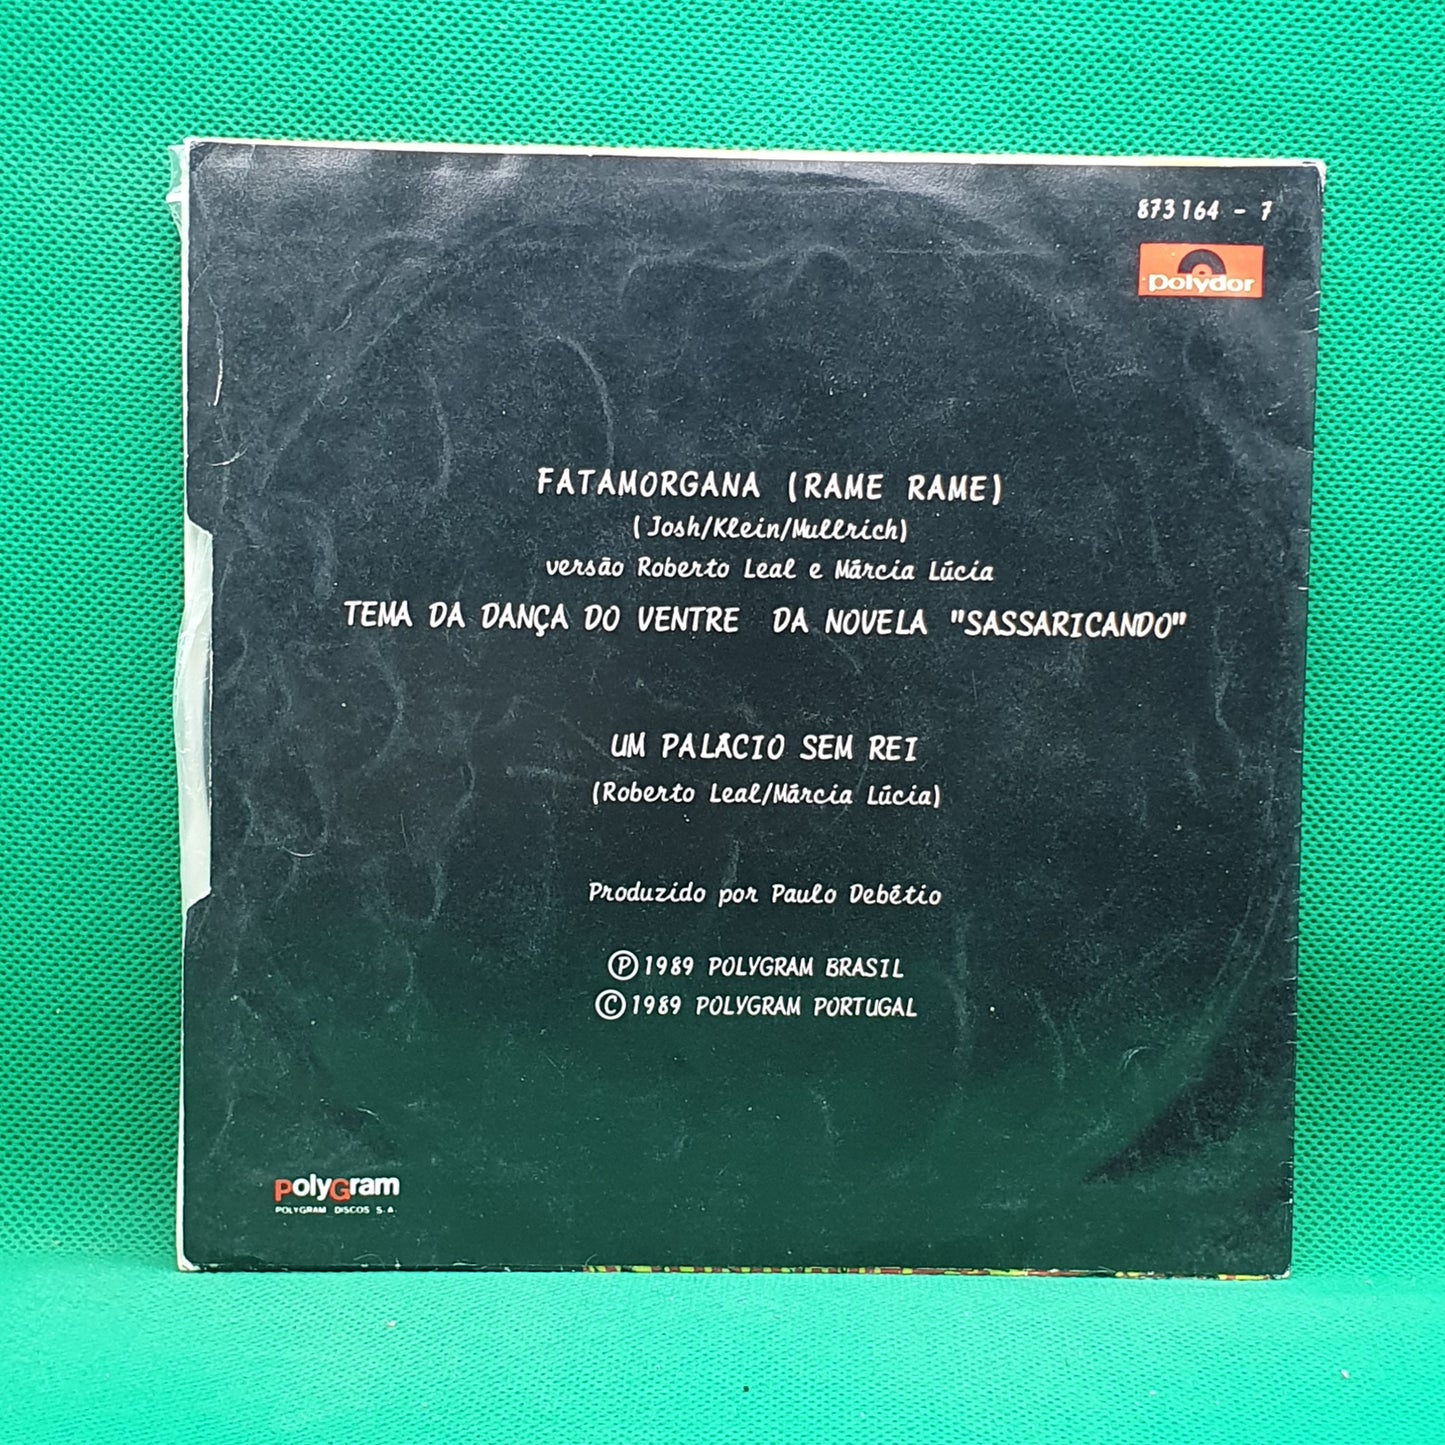 873 164 - 7
polydor
FATAMORGANA (RAME RAME)
(Josh/Klein/Mullrich)
versão Roberto Leal e Márcia Lúcia
TEMA DA DANÇA DO VENTRE DA NOVELA "SASSARICANDO"
UM PALÁCIO SEM REI
(Roberto Leal/Márcia Lúcia)
Produzido por Paulo Debétio
Ⓟ 1989 POLYGRAM BRASIL
© 1989 POLYGRAM PORTUGAL
PolyGram
POLYGRAM DISCOS S.A.